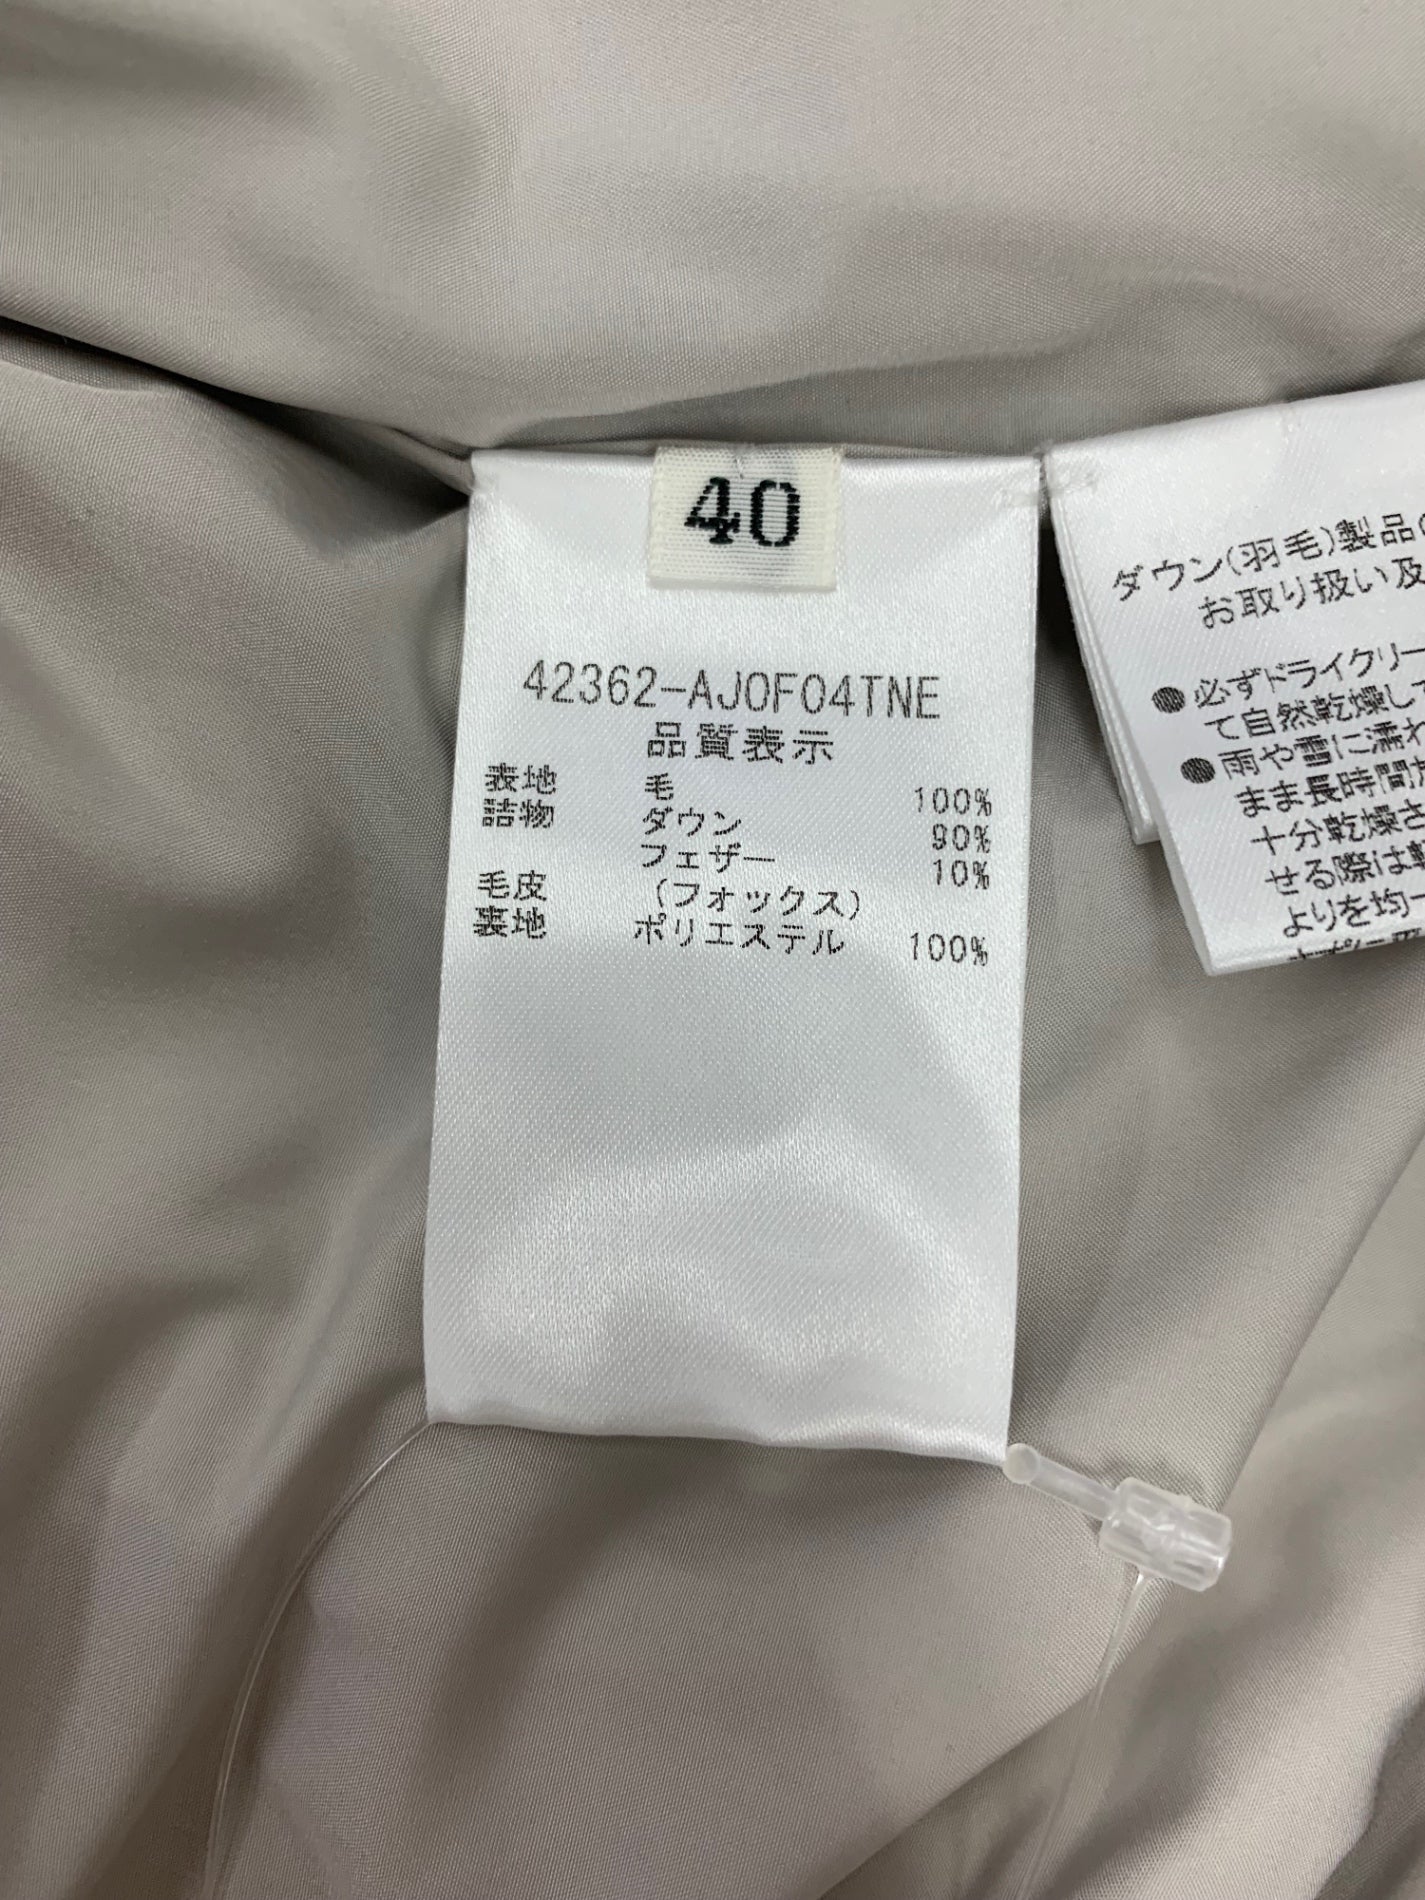 40
42362-AJ0F04TNE
品質表示
表地 毛 100%
詰物 ダウン 90%
フェザー 10%
毛皮 (フォックス)
裏地 ポリエステル 100%
ダウン(羽毛)製品の
お取り扱い及
●必ずドライクリー
て自然乾燥して
●雨や雪に濡れ
まま長時間放
十分乾燥さ
せる際は軽
よりを均一